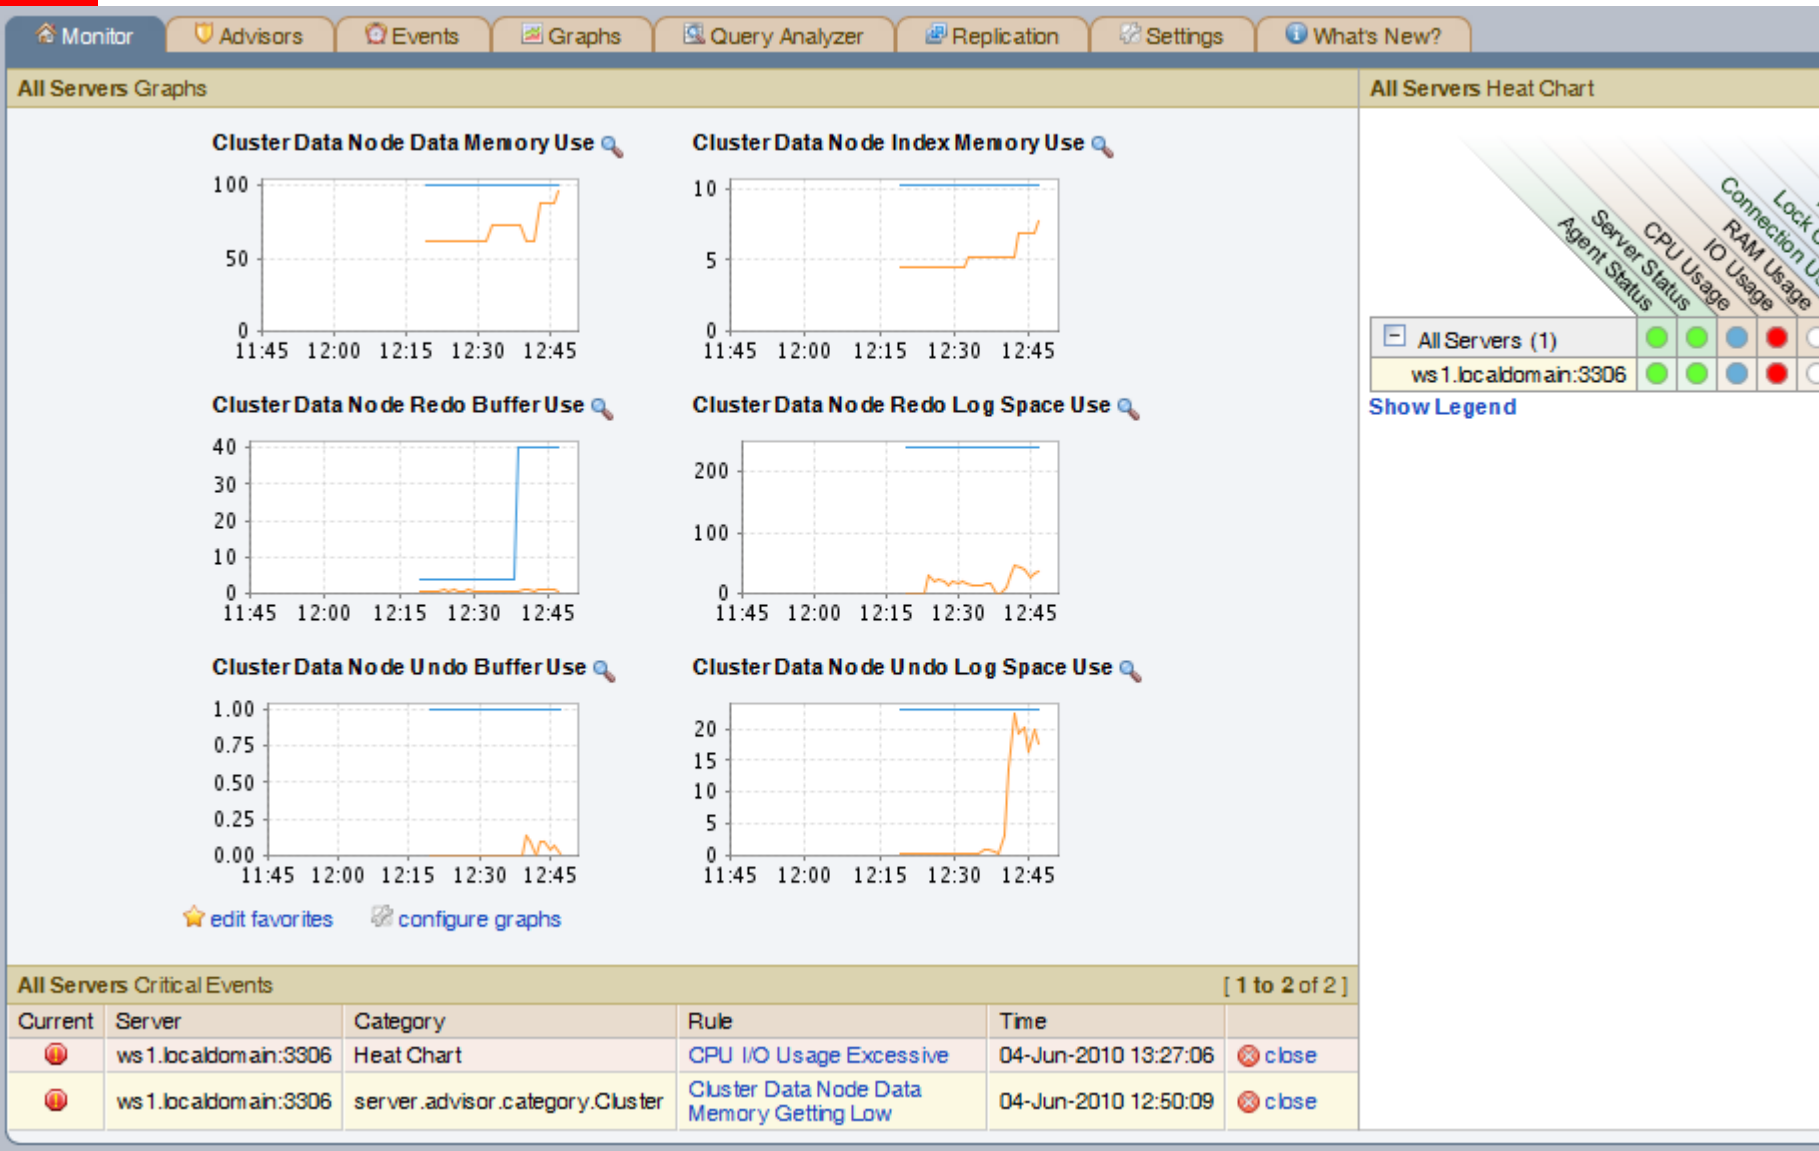 Monitor Advisors Events Graphs Query Analyzer Replication Settings What's New?
All Servers Graphs
Cluster Data Node Data Memory Use
100
50
0
11:45 12:00 12:15 12:30 12:45
Cluster Data Node Index Memory Use
10
5
0
11:45 12:00 12:15 12:30 12:45
Cluster Data Node Redo Buffer Use
40
30
20
10
0
11:45 12:00 12:15 12:30 12:45
Cluster Data Node Redo Log Space Use
200
100
0
11:45 12:00 12:15 12:30 12:45
Cluster Data Node Undo Buffer Use
1.00
0.75
0.50
0.25
0.00
11:45 12:00 12:15 12:30 12:45
Cluster Data Node Undo Log Space Use
20
15
10
5
0
11:45 12:00 12:15 12:30 12:45
edit favorites configure graphs
All Servers Critical Events [ 1 to 2 of 2 ]
Current Server Category Rule Time
ws1.localdomain:3306 Heat Chart CPU I/O Usage Excessive 04-Jun-2010 13:27:06 close
ws1.localdomain:3306 server.advisor.category.Cluster Cluster Data Node Data
Memory Getting Low 04-Jun-2010 12:50:09 close
All Servers Heat Chart
Agent Status
Server Status
CPU Usage
IO Usage
RAM Usage
Connection
Lock
All Servers (1)
ws1.localdomain:3306
Show Legend